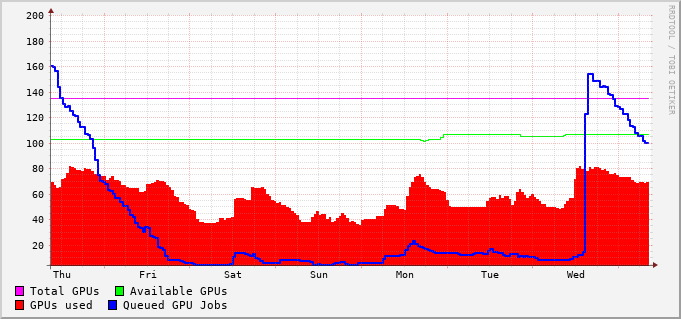 200
180
160
140
120
100
80
60
40
20
Thu Fri Sat Sun Mon Tue Wed
Total GPUs Available GPUs
GPUs used Queued GPU Jobs
RRDTOOL / TOBI OETIKER